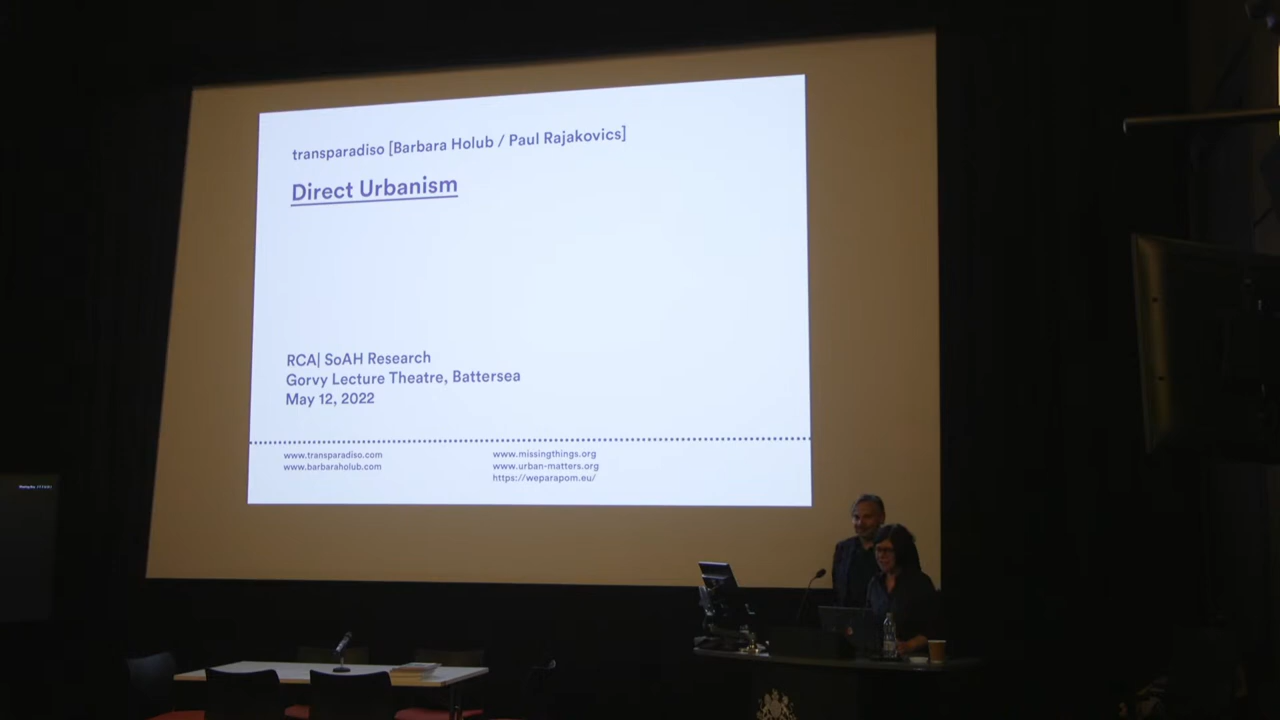 transparadiso [Barbara Holub / Paul Rajakovics]
Direct Urbanism
RCA| SoAH Research
Gorvy Lecture Theatre, Battersea
May 12, 2022
www.transparadiso.com
www.barbaraholub.com
www.missingthings.org
www.urban-matters.org
https://weparapom.eu/